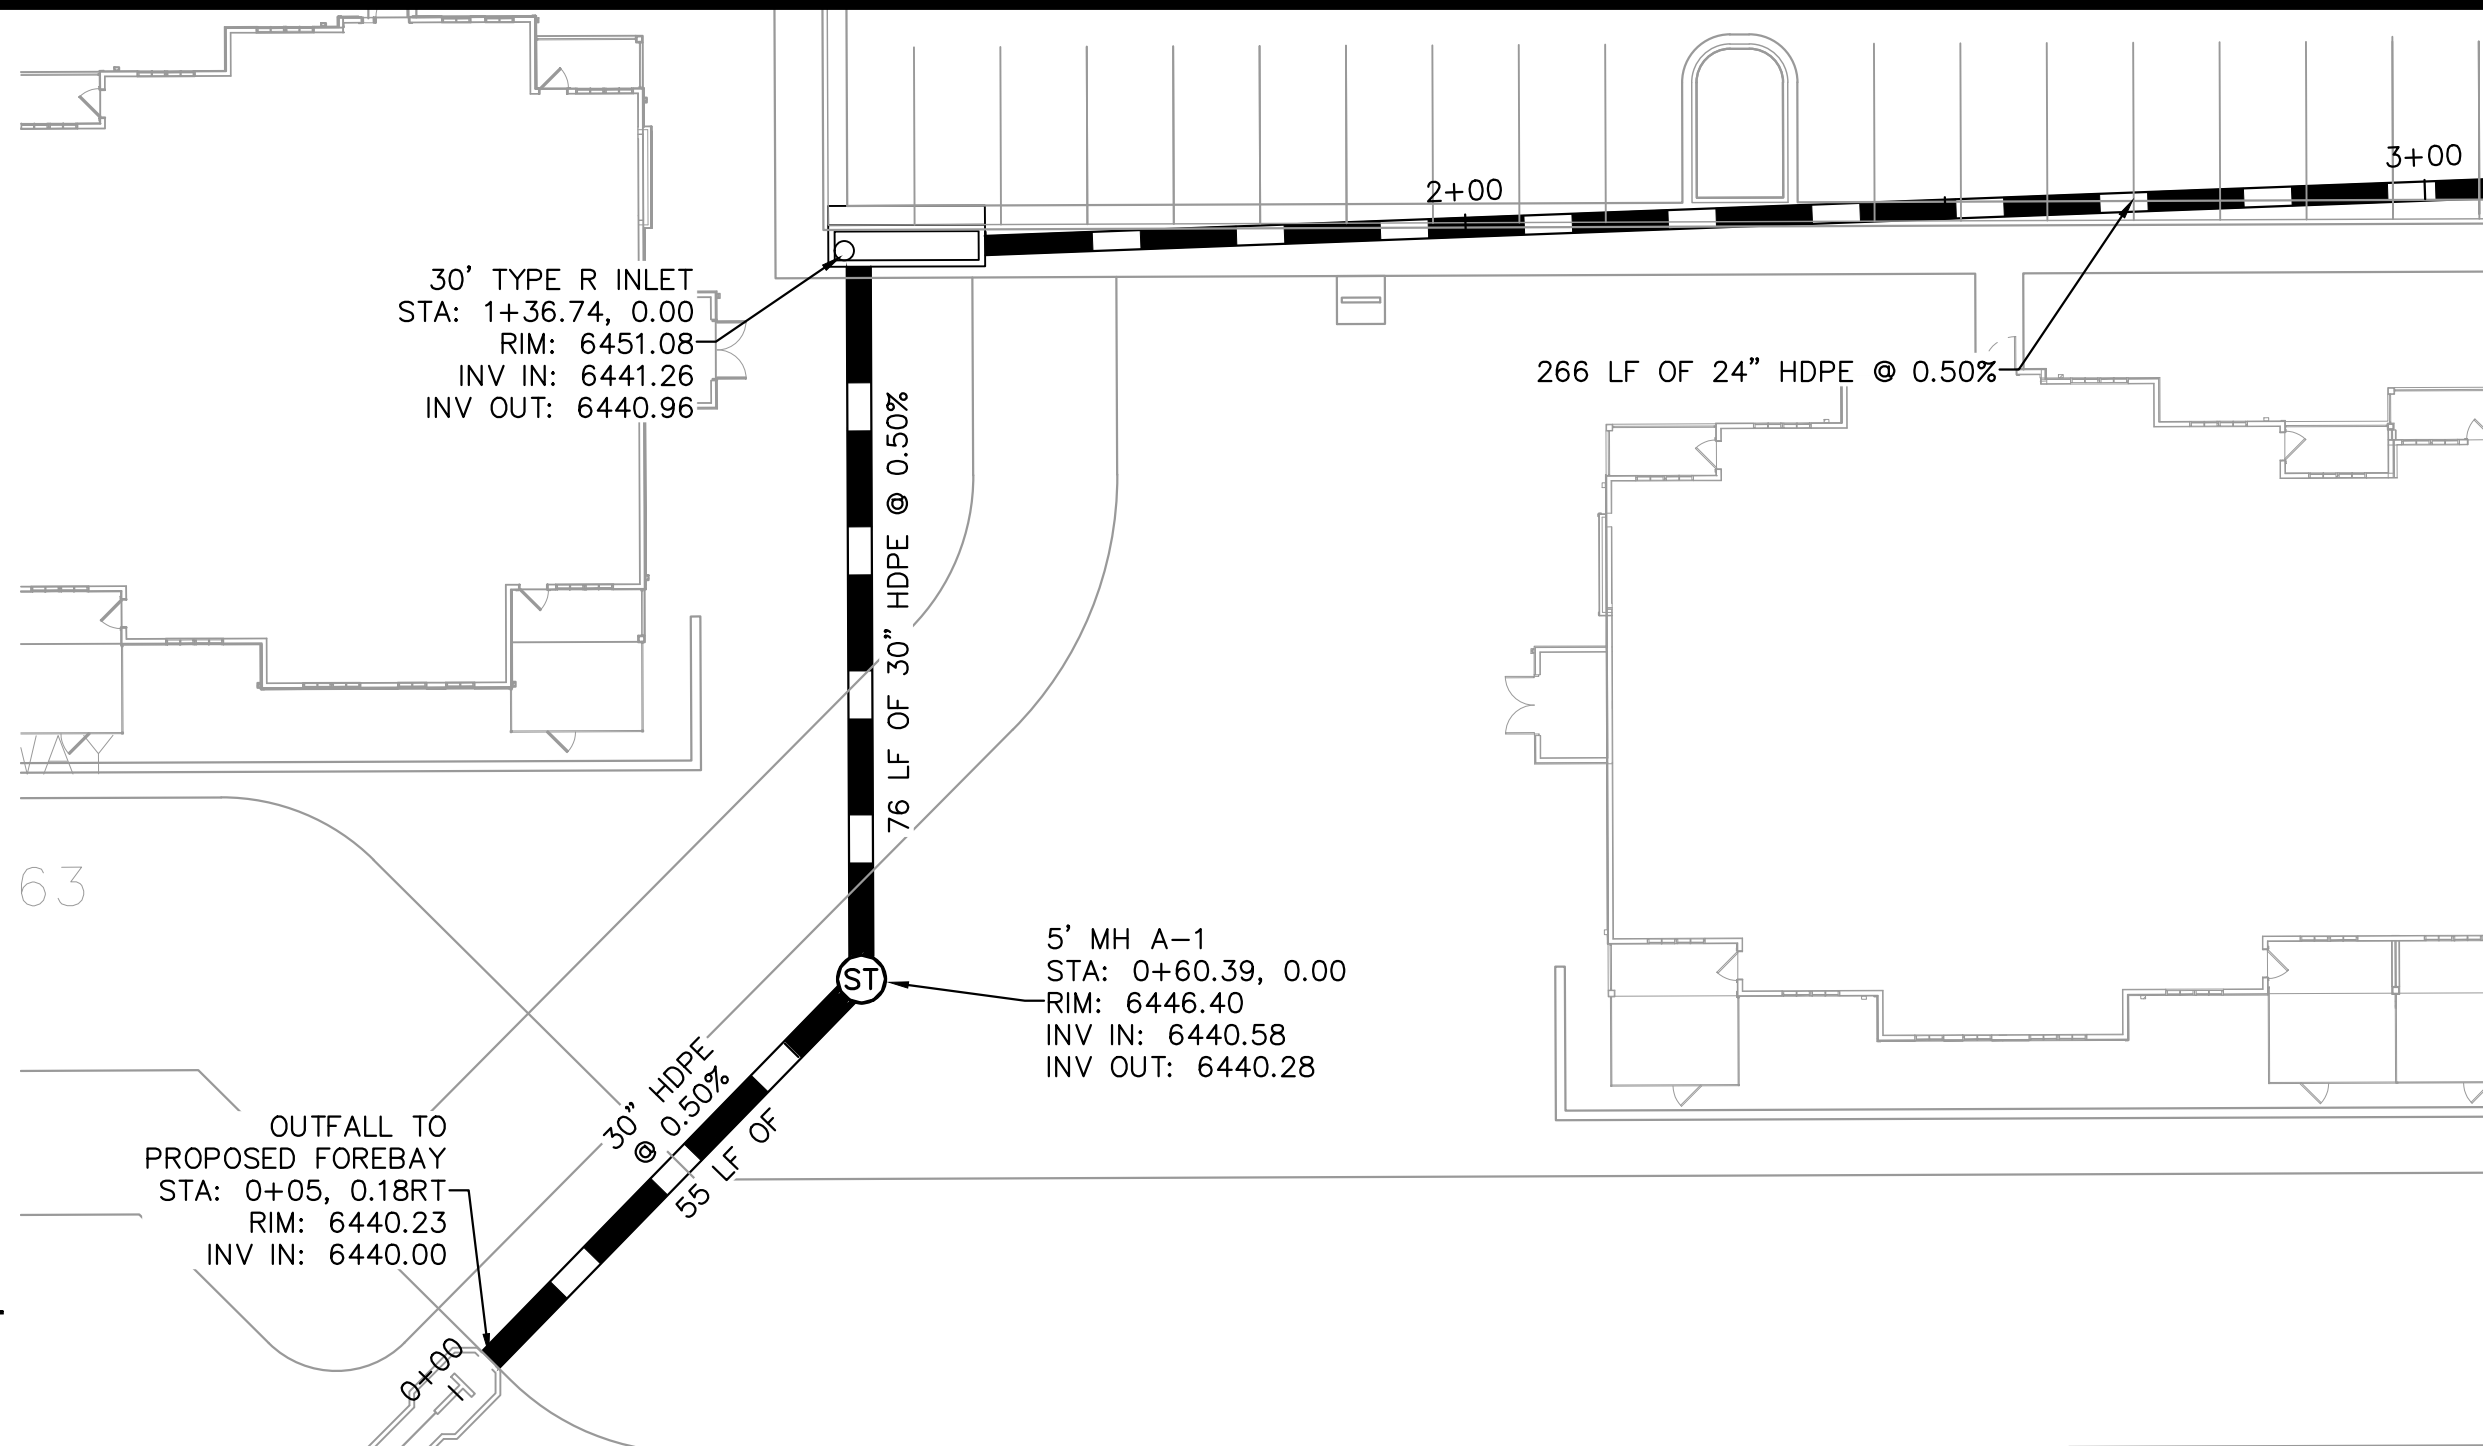 3+00
2+00
30' TYPE R INLET
STA: 1+36.74, 0.00
RIM: 6451.08
INV IN: 6441.26
INV OUT: 6440.96
266 LF OF 24" HDPE @ 0.50%
76 LF OF 30" HDPE @ 0.50%
WAY
63
ST
5' MH A-1
STA: 0+60.39, 0.00
RIM: 6446.40
INV IN: 6440.58
INV OUT: 6440.28
30" HDPE
@ 0.50%
55 LF OF
OUTFALL TO
PROPOSED FOREBAY
STA: 0+05, 0.18RT
RIM: 6440.23
INV IN: 6440.00
0+00